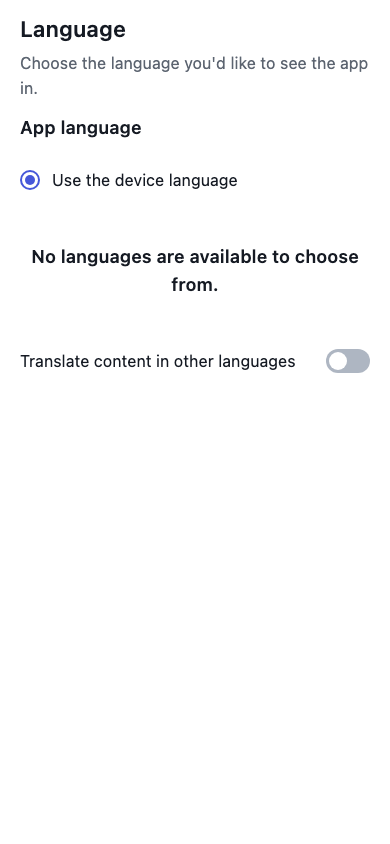 Language
Choose the language you'd like to see the app
in.
App language
Use the device language
No languages are available to choose
from.
Translate content in other languages